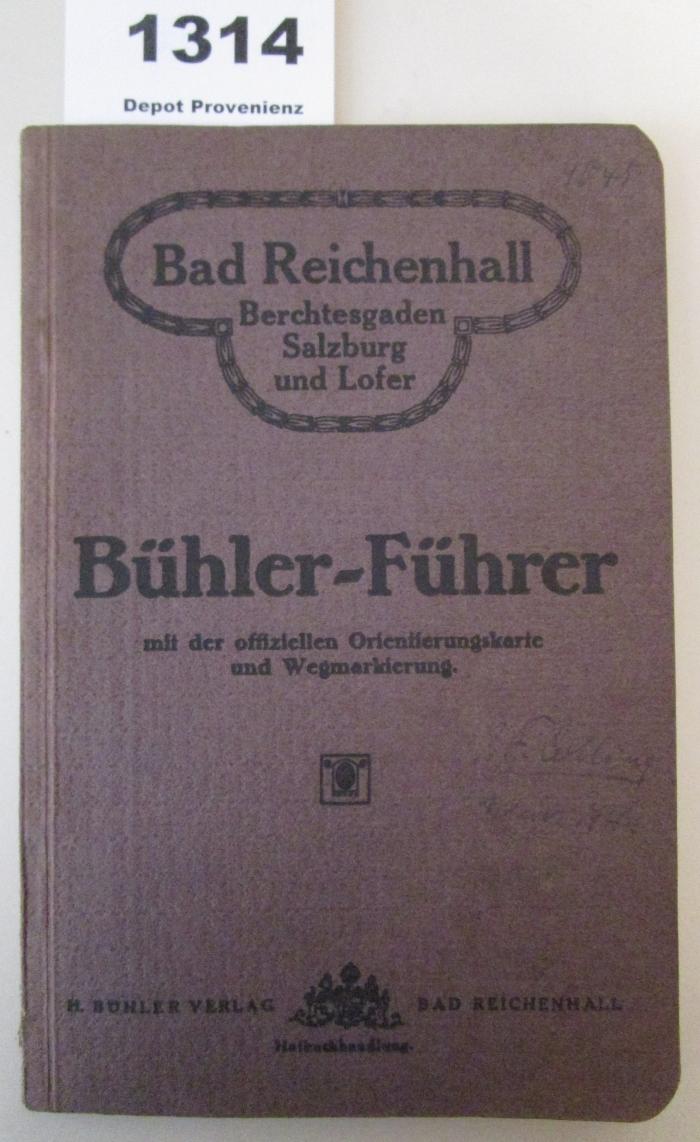 1314
Depot Provenienz
Bad Reichenhall
Berchtesgaden
Salzburg
und Lofer
Bühler-Führer
mit der offiziellen Orientierungskarte
und Wegmarkierung.
H. BÜHLER VERLAG BAD REICHENHALL
Hofbuchhandlung.